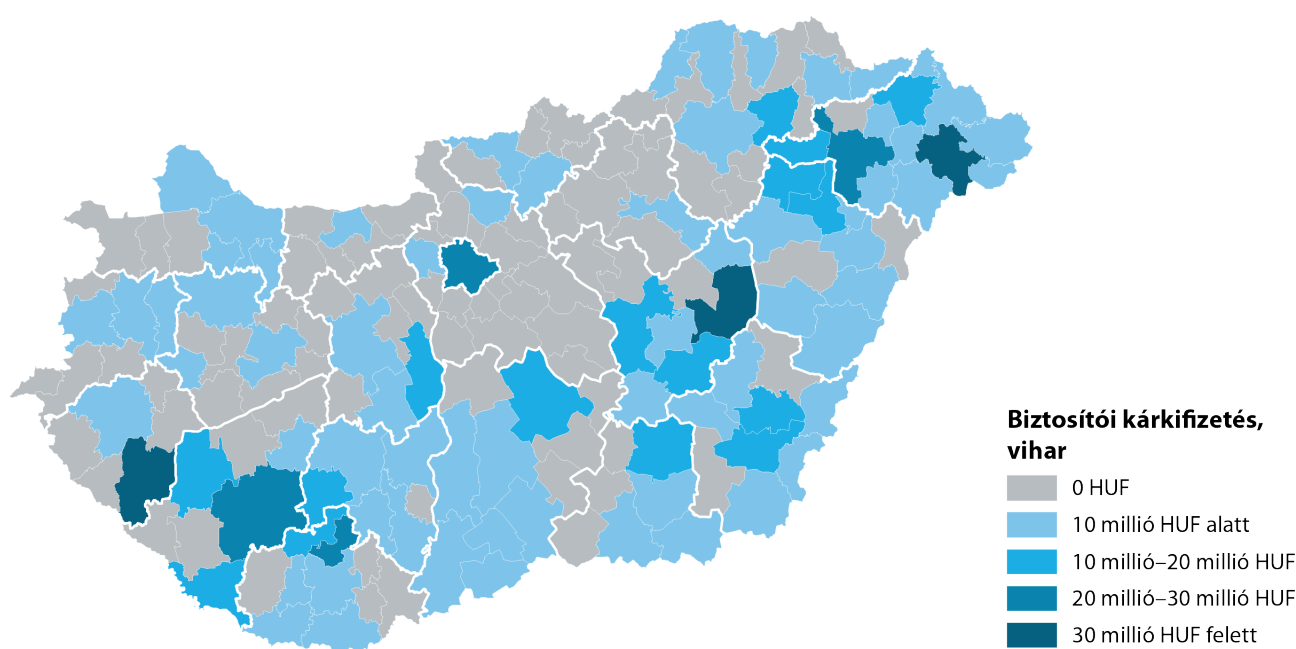 Biztosítói kárkifizetés,
vihar
0 HUF
10 millió HUF alatt
10 millió–20 millió HUF
20 millió–30 millió HUF
30 millió HUF felett